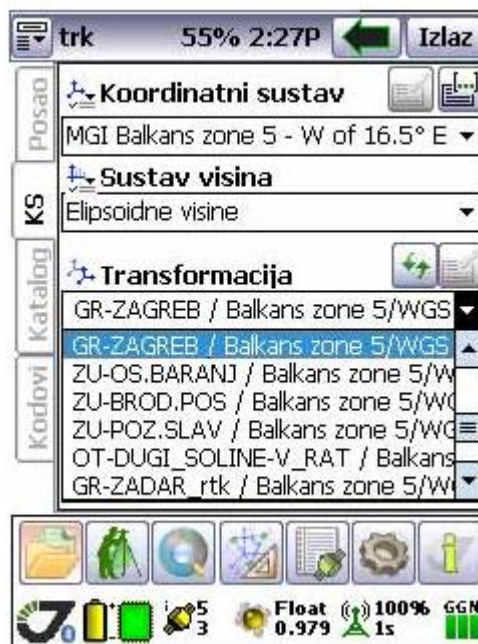 trk 55% 2:27P Izlaz
Posao
KS
Katalog
Kodovi
Koordinatni sustav
MGI Balkans zone 5 - W of 16.5° E
Sustav visina
Elipsoidne visine
Transformacija
GR-ZAGREB / Balkans zone 5/WGS
GR-ZAGREB / Balkans zone 5/WGS
ZU-OS.BARANJ / Balkans zone 5/W
ZU-BROD.POS / Balkans zone 5/WG
ZU-POZ.SLAV / Balkans zone 5/WG
OT-DUGI_SOLINE-V_RAT / Balkans
GR-ZADAR_rtk / Balkans zone 5/W
0 5 Float 100% GGN
3 0.979 1s